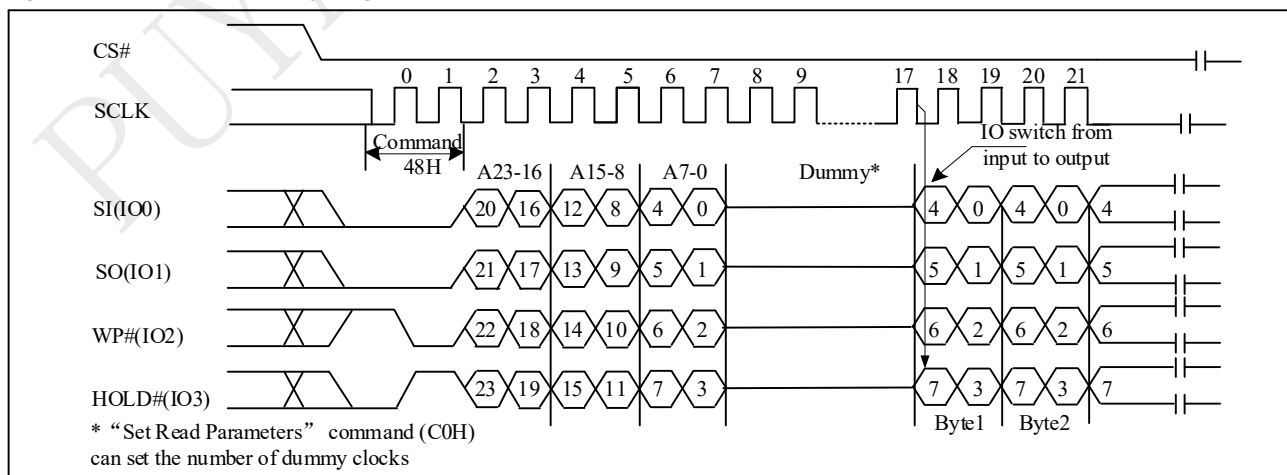 PUYA
CS#
0 1 2 3 4 5 6 7 8 9 17 18 19 20 21
SCLK
Command
48H
IO switch from
input to output
A23-16 A15-8 A7-0 Dummy*
SI(IO0) 20 16 12 8 4 0 4 0 4 0 4
SO(IO1) 21 17 13 9 5 1 5 1 5 1 5
WP#(IO2) 22 18 14 10 6 2 6 2 6 2 6
HOLD#(IO3) 23 19 15 11 7 3 7 3 7 3 7
Byte1 Byte2
* “Set Read Parameters” command (C0H)
can set the number of dummy clocks